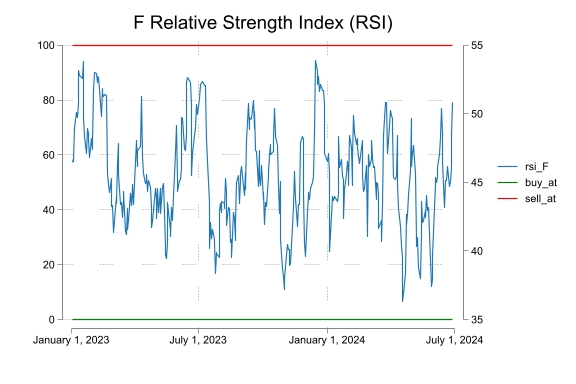 F Relative Strength Index (RSI)
100
80
60
40
20
0
55
50
45
40
35
rsi_F
buy_at
sell_at
January 1, 2023
July 1, 2023
January 1, 2024
July 1, 2024